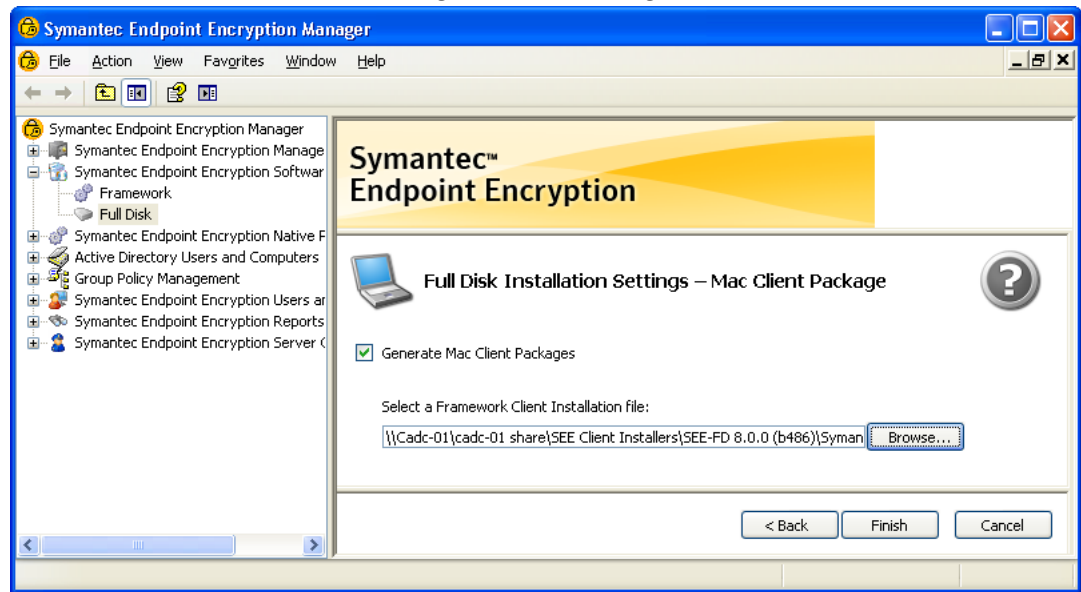 Symantec Endpoint Encryption Manager
File Action View Favorites Window Help
Symantec Endpoint Encryption Manager
Symantec Endpoint Encryption Manage
Symantec Endpoint Encryption Softwar
Framework
Full Disk
Symantec Endpoint Encryption Native F
Active Directory Users and Computers
Group Policy Management
Symantec Endpoint Encryption Users ar
Symantec Endpoint Encryption Reports
Symantec Endpoint Encryption Server (
Symantec™
Endpoint Encryption
Full Disk Installation Settings – Mac Client Package
Generate Mac Client Packages
Select a Framework Client Installation file:
\\Cadc-01\cadc-01 share\SEE Client Installers\SEE-FD 8.0.0 (b486)\Syman Browse...
< Back Finish Cancel